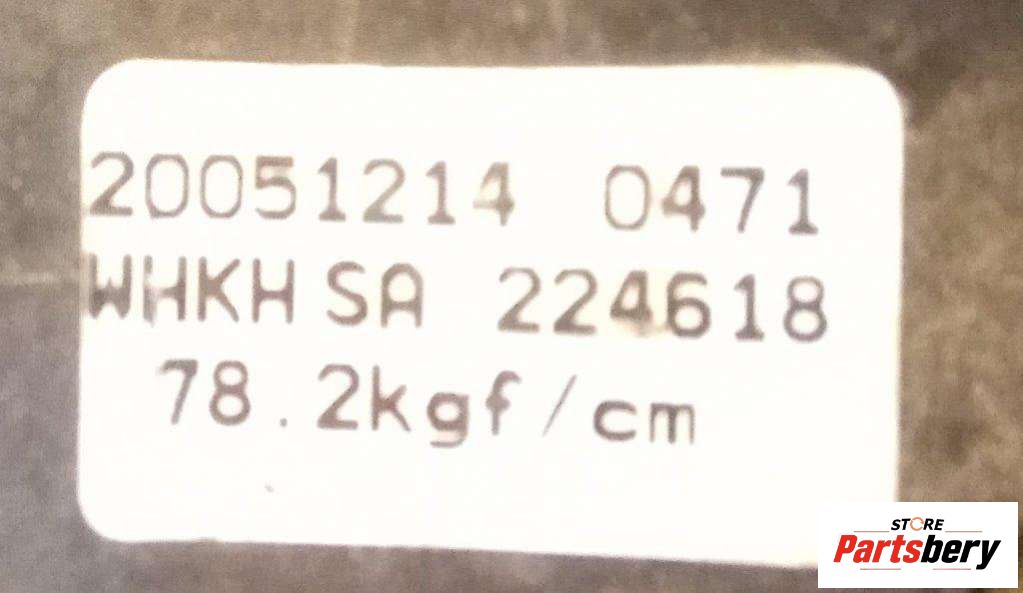 20051214 0471
WHKH SA 224618
78.2kgf/cm
STORE
Partsbery